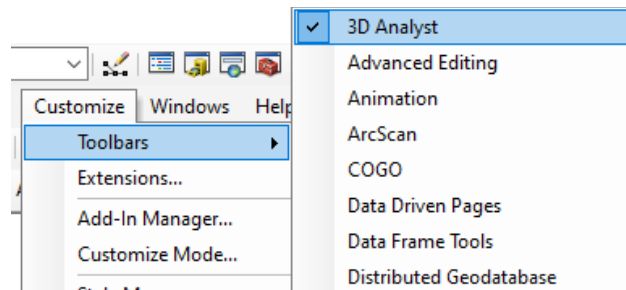 Customize Windows Help
Toolbars
Extensions...
Add-In Manager...
Customize Mode...
3D Analyst
Advanced Editing
Animation
ArcScan
COGO
Data Driven Pages
Data Frame Tools
Distributed Geodatabase